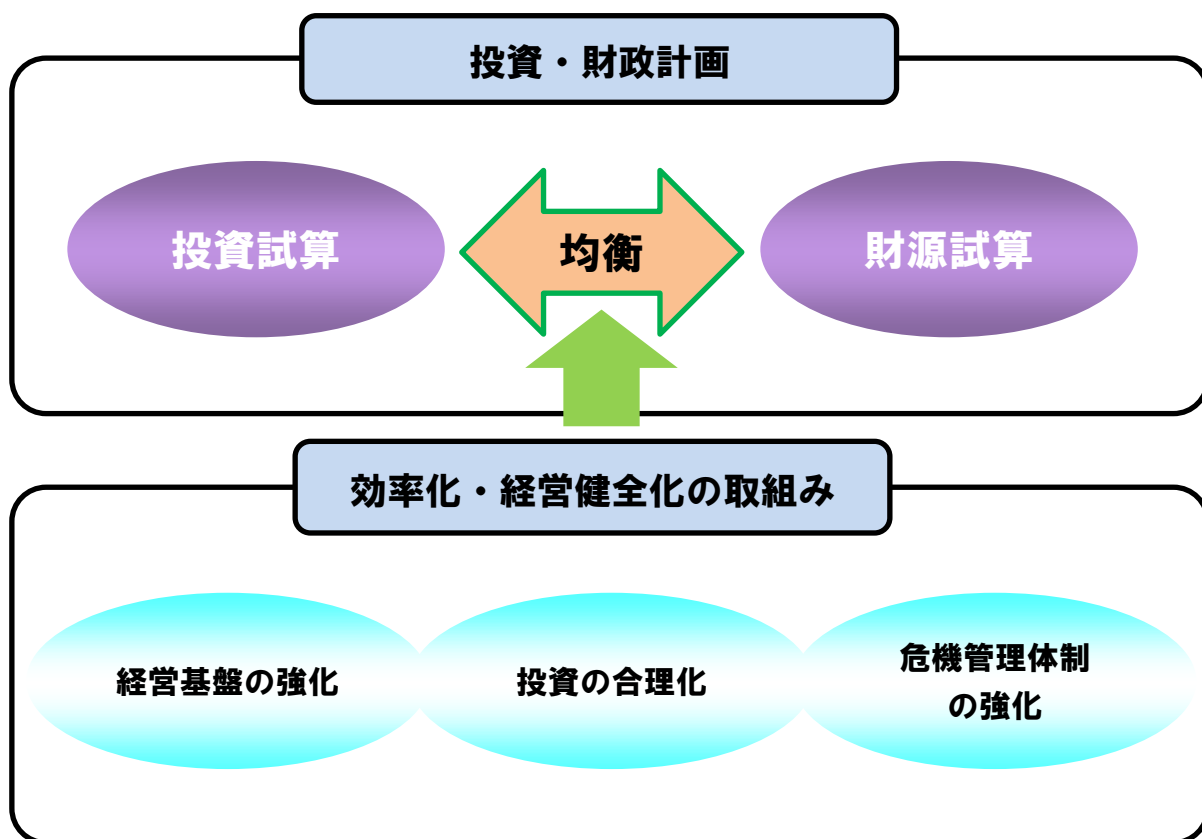 投資・財政計画
投資試算
均衡
財源試算
効率化・経営健全化の取組み
経営基盤の強化
投資の合理化
危機管理体制
の強化